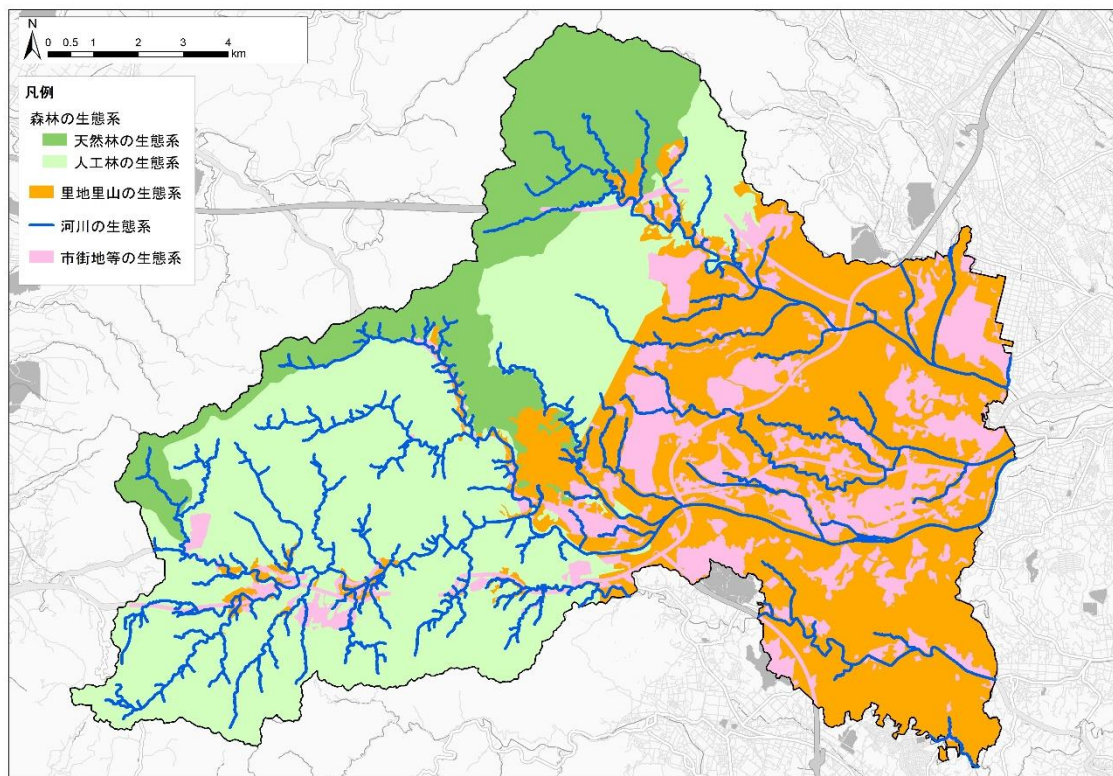 N
0 0.5 1 2 3 4
km
凡例
森林の生態系
天然林の生態系
人工林の生態系
里地里山の生態系
河川の生態系
市街地等の生態系